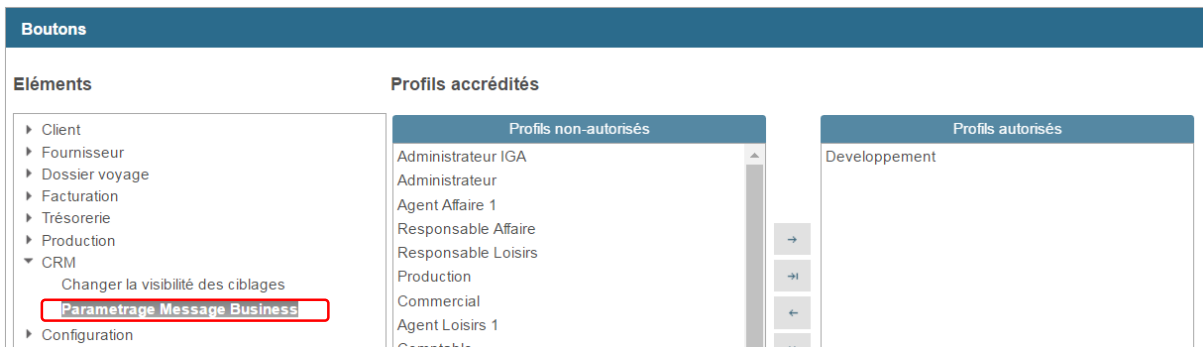 Boutons
Eléments
Profils accrédités
Client
Fournisseur
Dossier voyage
Facturation
Trésorerie
Production
CRM
Changer la visibilité des ciblages
Parametrage Message Business
Configuration
Profils non-autorisés
Administrateur IGA
Administrateur
Agent Affaire 1
Responsable Affaire
Responsable Loisirs
Production
Commercial
Agent Loisirs 1
Comptable
Profils autorisés
Developpement